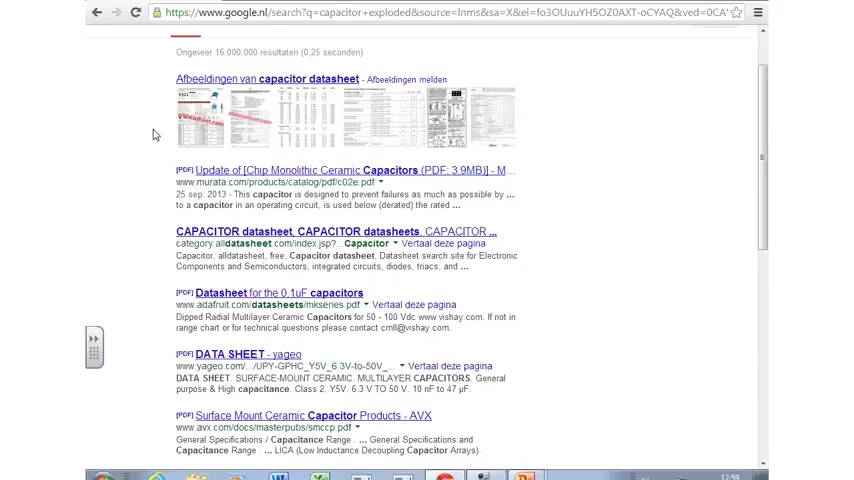 https://www.google.nl/search?q=capacitor+exploded&source=lnms&sa=X&ei=fo3OUuuYH5OZ0AXT-oCYAQ&ved=0CA
Ongeveer 16.000.000 resultaten (0,25 seconden)
Afbeeldingen van capacitor datasheet - Afbeeldingen melden
[PDF] Update of [Chip Monolithic Ceramic Capacitors (PDF: 3.9MB)] - M...
www.murata.com/products/catalog/pdf/c02e.pdf
25 sep. 2013 - This capacitor is designed to prevent failures as much as possible by ...
to a capacitor in an operating circuit, is used below (derated) the rated ...
CAPACITOR datasheet, CAPACITOR datasheets, CAPACITOR ...
category.alldatasheet.com/index.jsp?...Capacitor Vertaal deze pagina
Capacitor, alldatasheet, free, Capacitor datasheet, Datasheet search site for Electronic
Components and Semiconductors, integrated circuits, diodes, triacs, and ...
[PDF] Datasheet for the 0.1uF capacitors
www.adafruit.com/datasheets/mkseries.pdf Vertaal deze pagina
Dipped Radial Multilayer Ceramic Capacitors for 50 - 100 Vdc www.vishay.com. If not in
range chart or for technical questions please contact cmll@vishay.com.
[PDF] DATA SHEET - yageo
www.yageo.com/.../UPY-GPHC_Y5V_6.3V-to-50V_... Vertaal deze pagina
DATA SHEET. SURFACE-MOUNT CERAMIC. MULTILAYER CAPACITORS. General
purpose & High capacitance. Class 2, Y5V. 6.3 V TO 50 V. 10 nF to 47 µF.
[PDF] Surface Mount Ceramic Capacitor Products - AVX
www.avx.com/docs/masterpubs/smccp.pdf
General Specifications / Capacitance Range . ... General Specifications and
Capacitance Range . ... LICA (Low Inductance Decoupling Capacitor Arrays) .
12:59